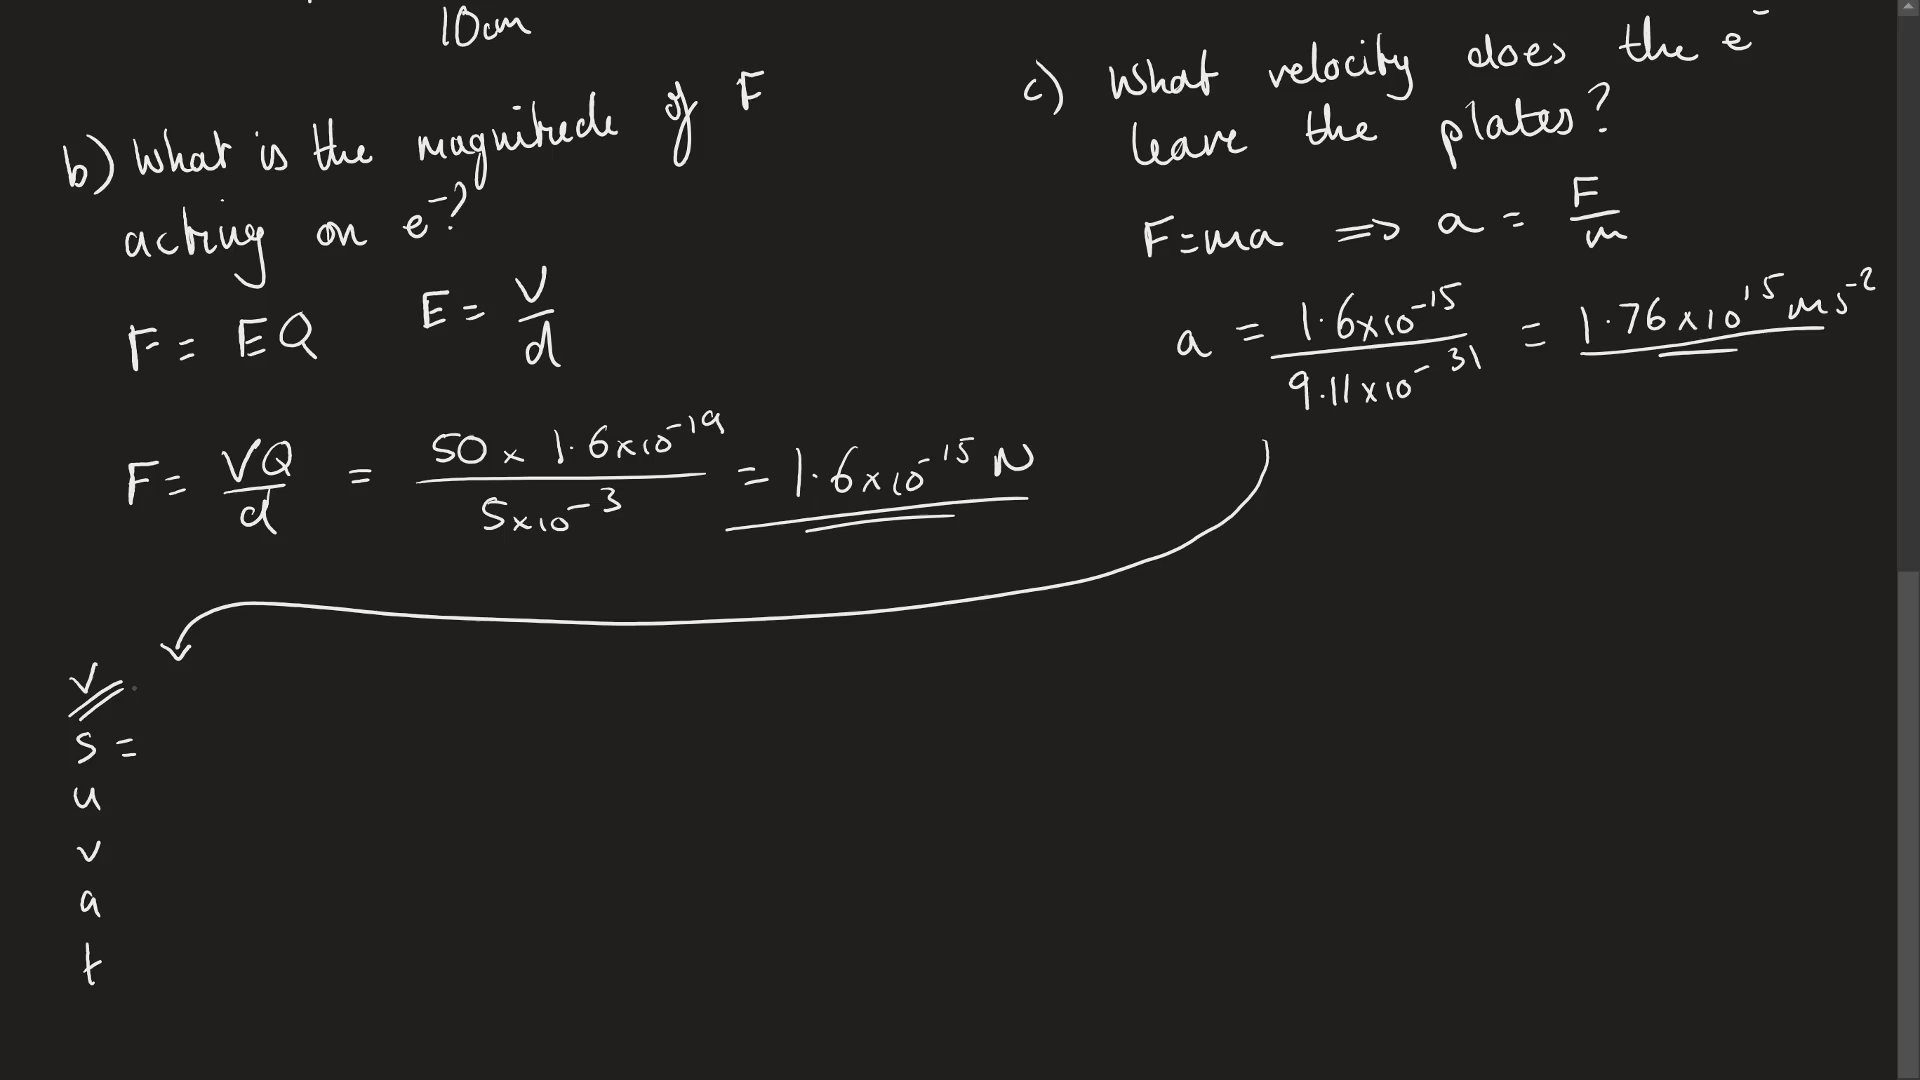 10cm
b) What is the magnitude of F
acting on e⁻?
F = EQ E = V/d
F = VQ/d = 50 × 1.6×10⁻¹⁹ / 5×10⁻³ = 1.6×10⁻¹⁵ N
c) What velocity does the e⁻
leave the plates?
F=ma ⟹ a = F/m
a = 1.6×10⁻¹⁵ / 9.11×10⁻³¹ = 1.76×10¹⁵ ms⁻²
V
s =
u
v
a
t